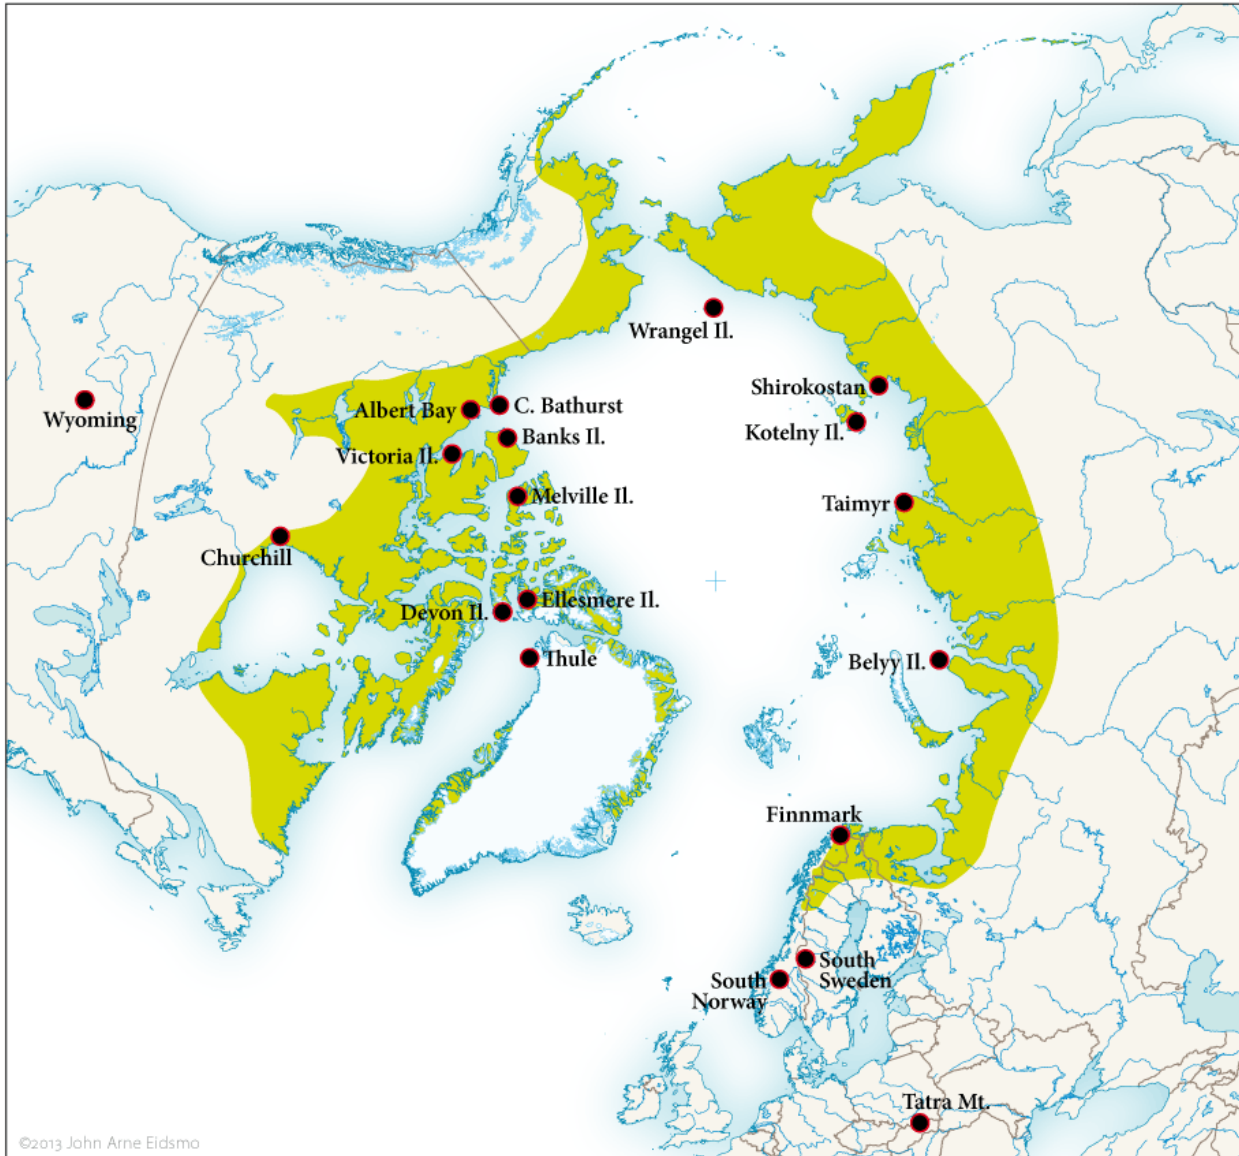 Wrangel Il.
Shirokostan
Wyoming
Albert Bay
C. Bathurst
Kotelny Il.
Banks Il.
Victoria Il.
Melville Il.
Taimyr
Churchill
Ellesmere Il.
Devon Il.
Thule
Belyy Il.
Finnmark
South
Sweden
South
Norway
Tatra Mt.
©2013 John Arne Eidsmo